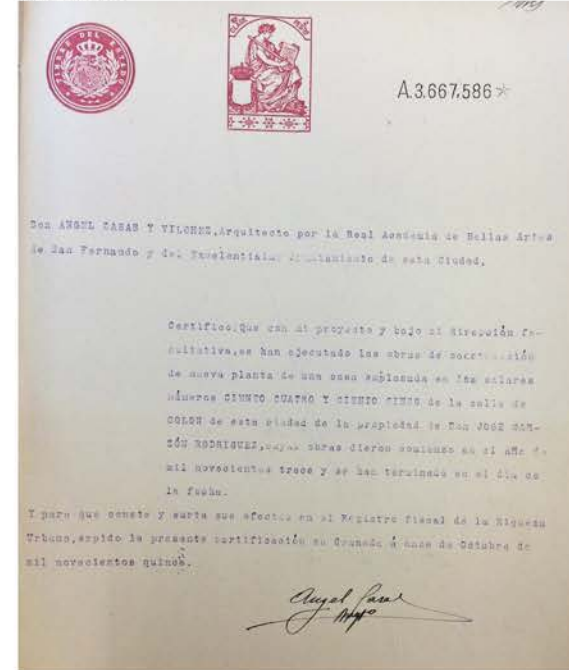 TIMBRE DEL ESTADO
A.3.667.586
Don ANGEL CASAS Y VILCHEZ, Arquitecto por la Real Academia de Bellas Artes
de San Fernando y del Excelentisimo Ayuntamiento de esta Ciudad,
Certifico, Que con mi proyecto y bajo mi dirección fa-
cultativa, se han ejecutado las obras de construcción
de nueva planta de una casa emplazada en los solares
números CIENTO CUATRO Y CIENTO CINCO de la calle de
COLON de esta ciudad de la propiedad de Don JOSE GAR-
ZÓN RODRIGUEZ, cuyas obras dieron comienzo en el año de
mil novecientos trece y se han terminado en el día de
la fecha.
Y para que conste y surta sus efectos en el Registro fiscal de la Riqueza
Urbana, expido la presente certificación en Granada á once de Octubre de
mil novecientos quince.
Angel Casas